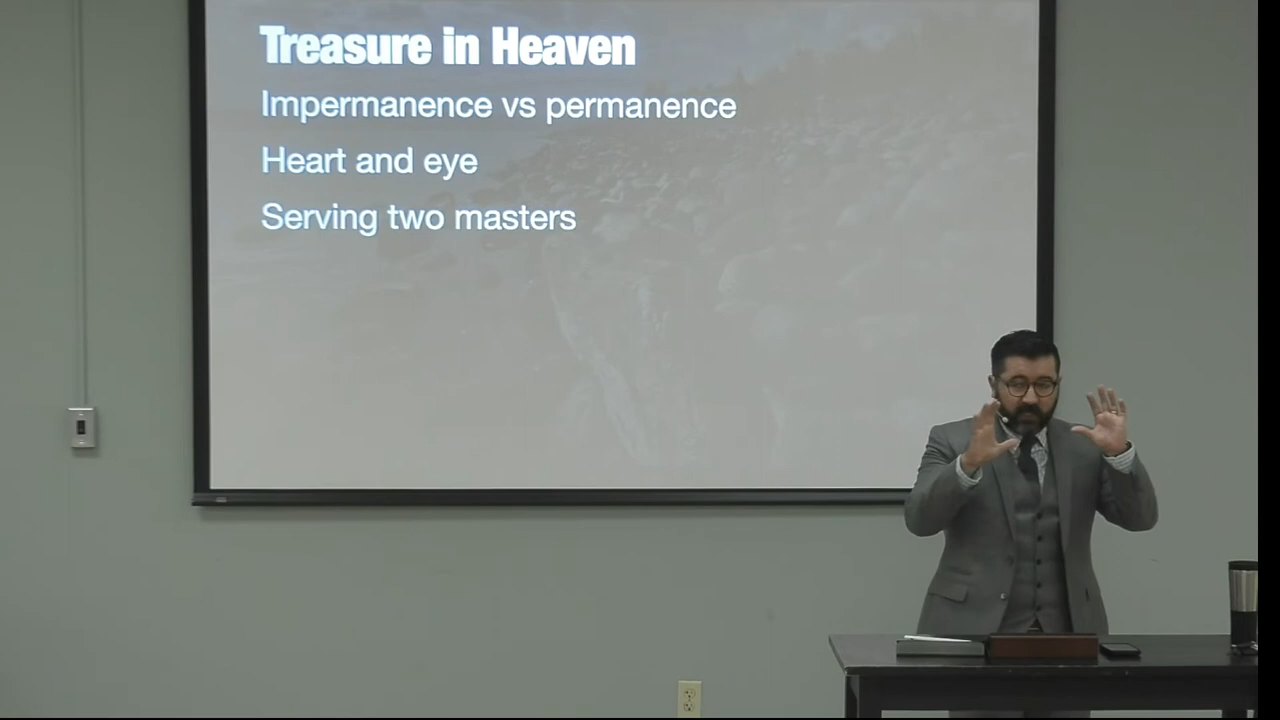 Treasure in Heaven
Impermanence vs permanence
Heart and eye
Serving two masters